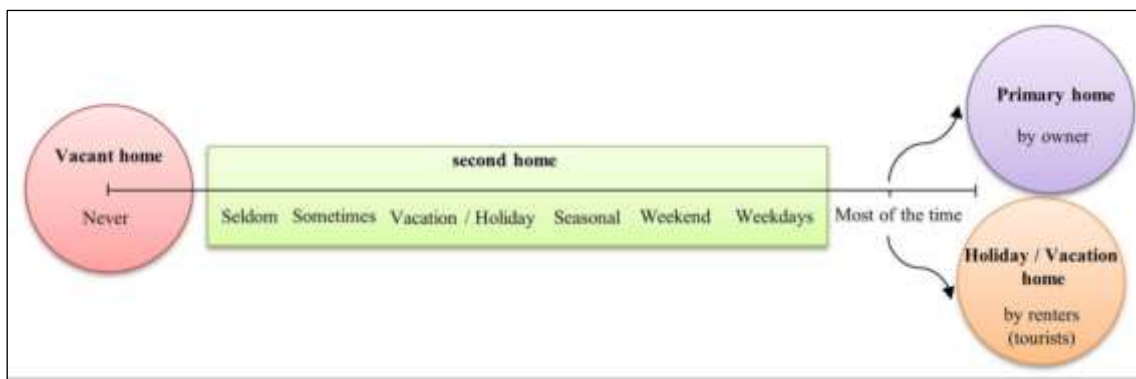 Vacant home
Never
second home
Seldom Sometimes Vacation / Holiday Seasonal Weekend Weekdays
Most of the time
Primary home
by owner
Holiday / Vacation
home
by renters
(tourists)